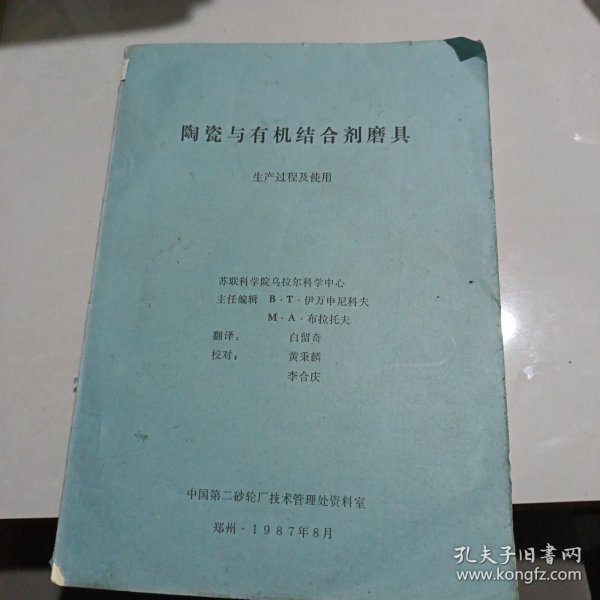 陶瓷与有机结合剂磨具
生产过程及使用
苏联科学院乌拉尔科学中心
主任编辑 B·T·伊万申尼科夫
M·A·布拉托夫
翻译： 白留奇
校对： 黄秉麟
李合庆
中国第二砂轮厂技术管理处资料室
郑州·1987年8月
孔夫子旧书网
www.kongfz.com